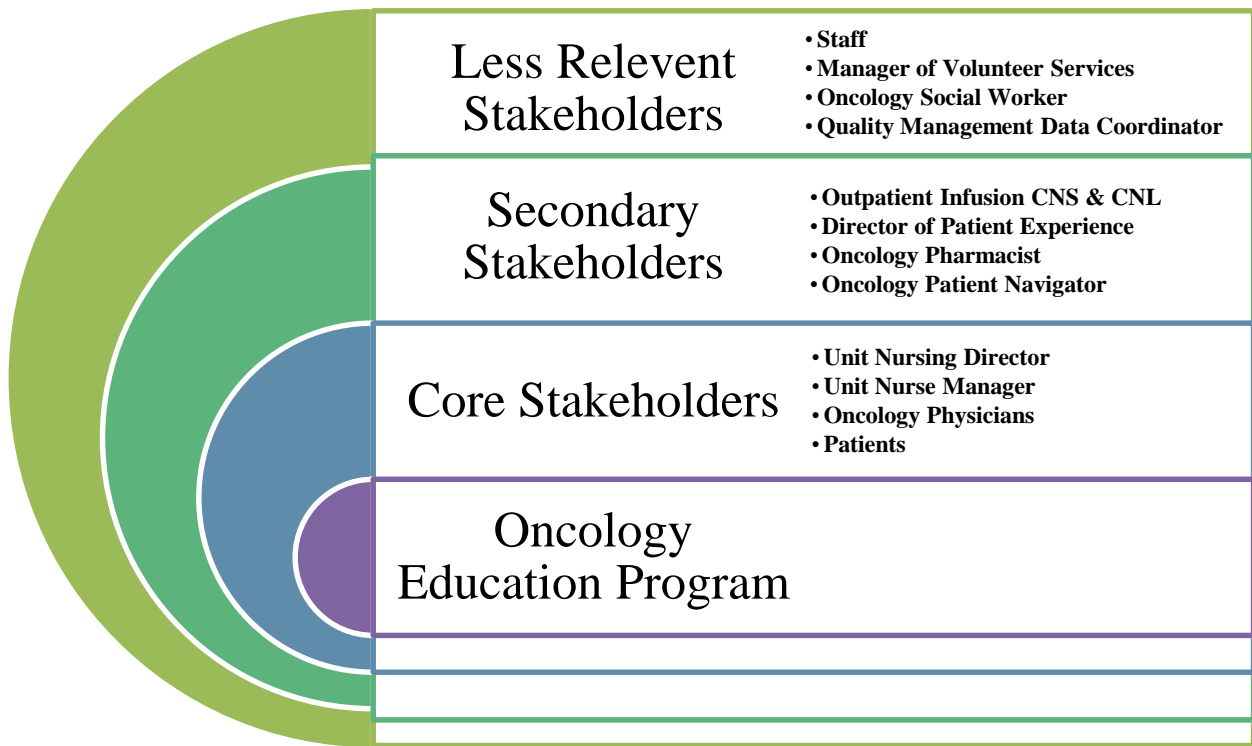 Less Relevent
Stakeholders
• Staff
• Manager of Volunteer Services
• Oncology Social Worker
• Quality Management Data Coordinator
Secondary
Stakeholders
• Outpatient Infusion CNS & CNL
• Director of Patient Experience
• Oncology Pharmacist
• Oncology Patient Navigator
Core Stakeholders
• Unit Nursing Director
• Unit Nurse Manager
• Oncology Physicians
• Patients
Oncology
Education Program